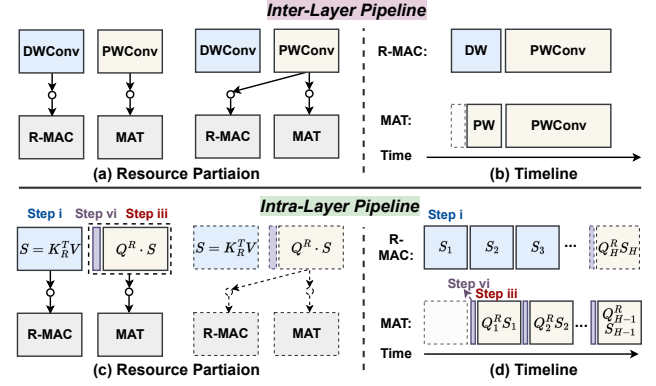 Inter-Layer Pipeline
DWConv PWConv DWConv PWConv
R-MAC MAT R-MAC MAT
(a) Resource Partiaion
R-MAC: DW PWConv
MAT: PW PWConv
Time
(b) Timeline
Intra-Layer Pipeline
Step i Step vi Step iii
$S = K_R^T V$ $Q^R \cdot S$ $S = K_R^T V$ $Q^R \cdot S$
R-MAC MAT R-MAC MAT
(c) Resource Partiaion
Step i
R-
MAC: $S_1$ $S_2$ $S_3$ ... $Q_H^R S_H$
Step vi
Step iii
MAT: $Q_1^R S_1$ $Q_2^R S_2$ ... $Q_{H-1}^R$
$S_{H-1}$
Time
(d) Timeline